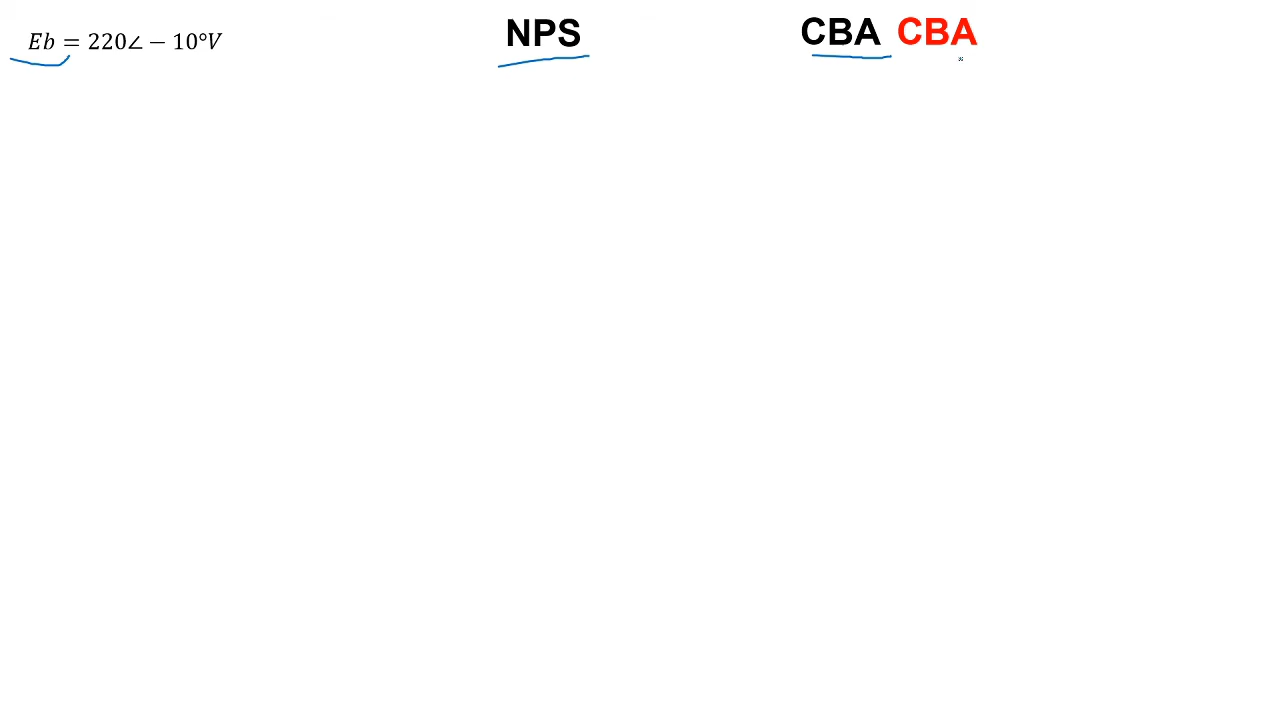 𝐸𝑏 = 220∠ − 10°𝑉 NPS CBA CBA